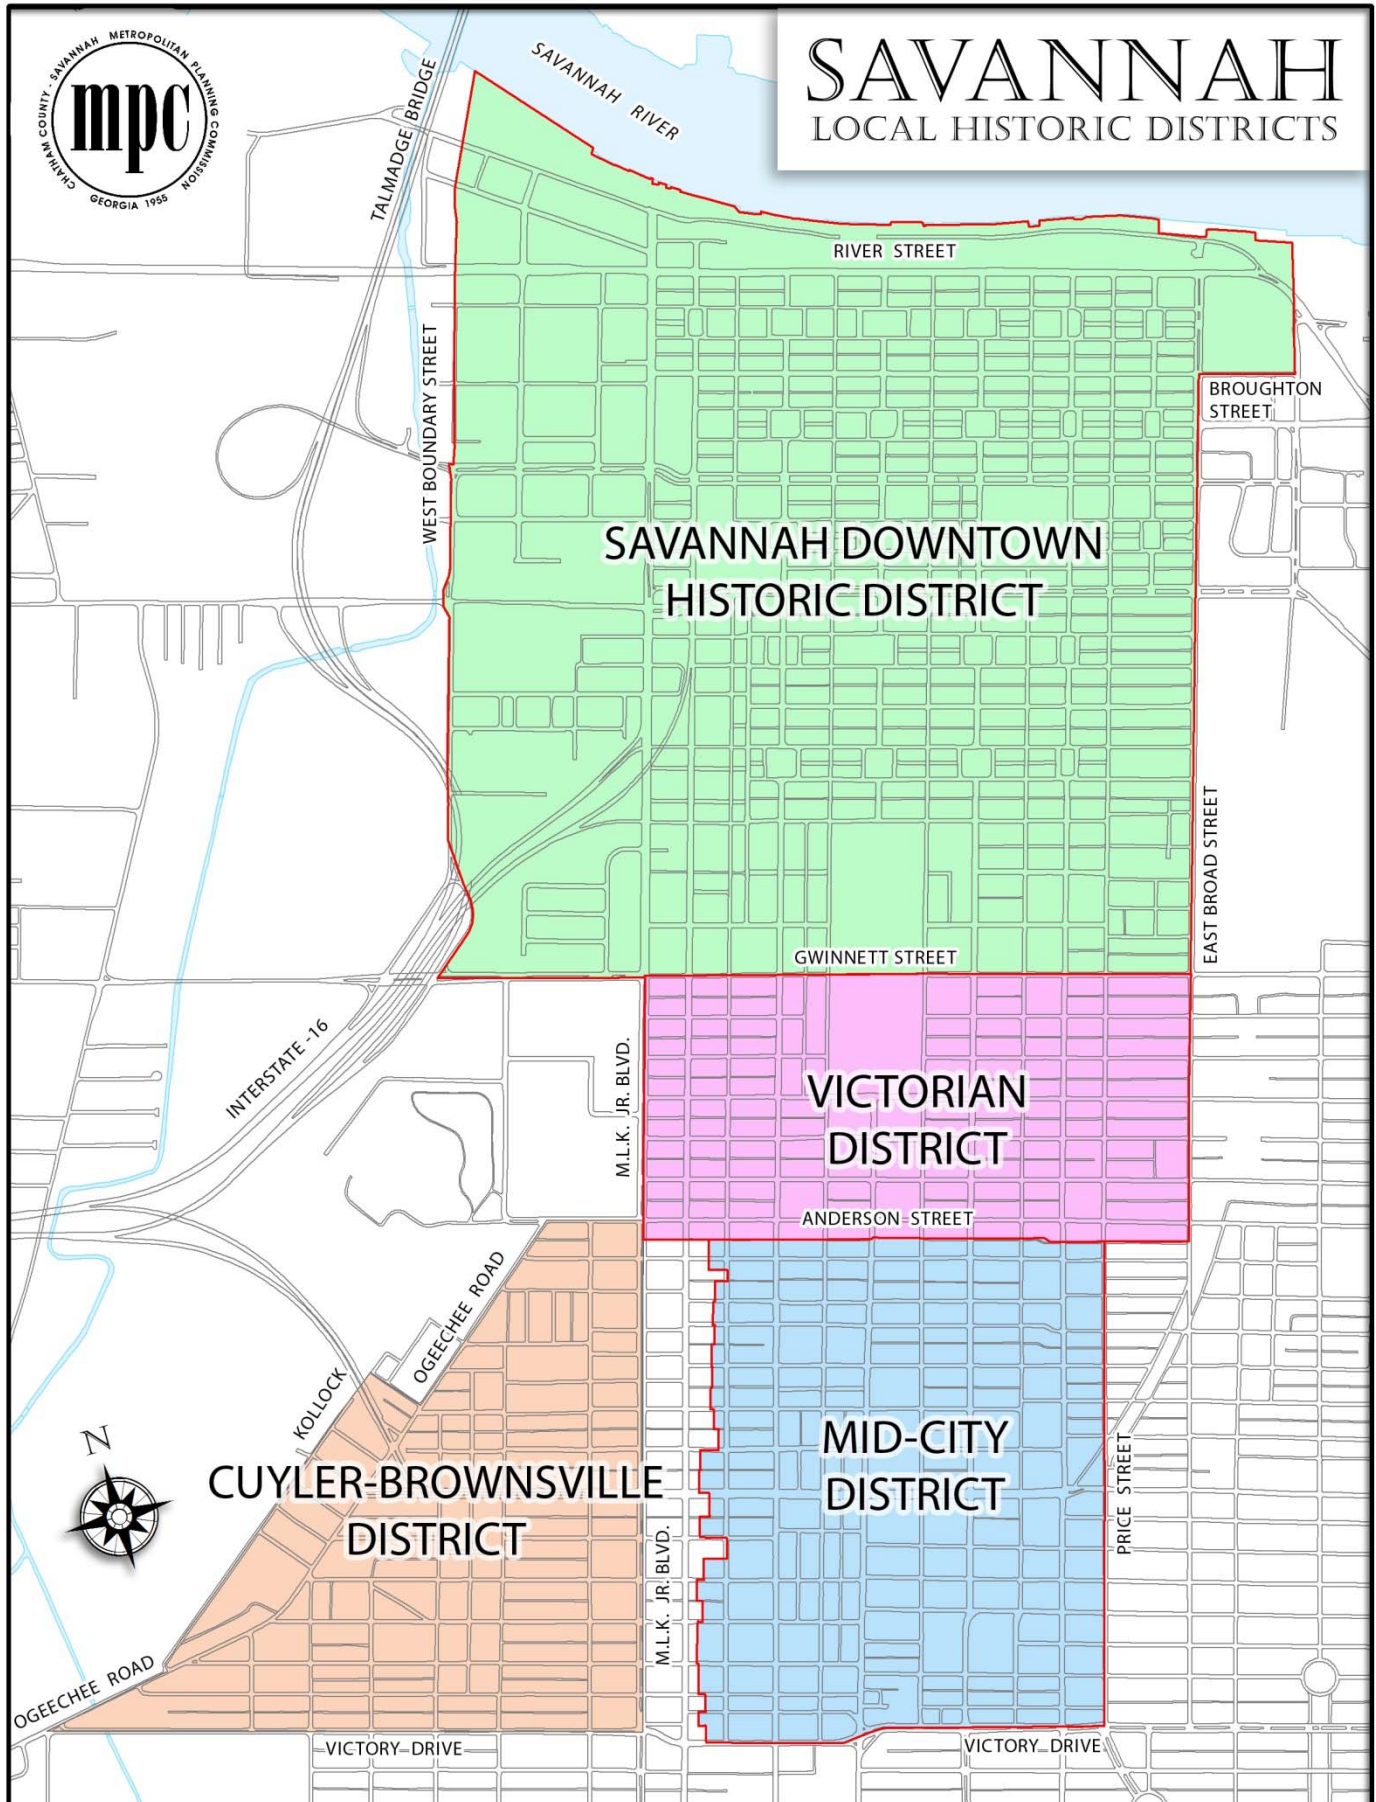 CHATHAM COUNTY - SAVANNAH METROPOLITAN PLANNING COMMISSION
mpc
GEORGIA 1955
SAVANNAH
LOCAL HISTORIC DISTRICTS
SAVANNAH RIVER
TALMADGE BRIDGE
RIVER STREET
WEST BOUNDARY STREET
BROUGHTON
STREET
SAVANNAH DOWNTOWN
HISTORIC DISTRICT
EAST BROAD STREET
GWINNETT STREET
INTERSTATE -16
M.L.K. JR. BLVD.
VICTORIAN
DISTRICT
ANDERSON STREET
OGEECHEE ROAD
KOLLOCK
N
MID-CITY
DISTRICT
CUYLER-BROWNSVILLE
DISTRICT
PRICE STREET
M.L.K. JR. BLVD.
OGEECHEE ROAD
VICTORY DRIVE
VICTORY DRIVE